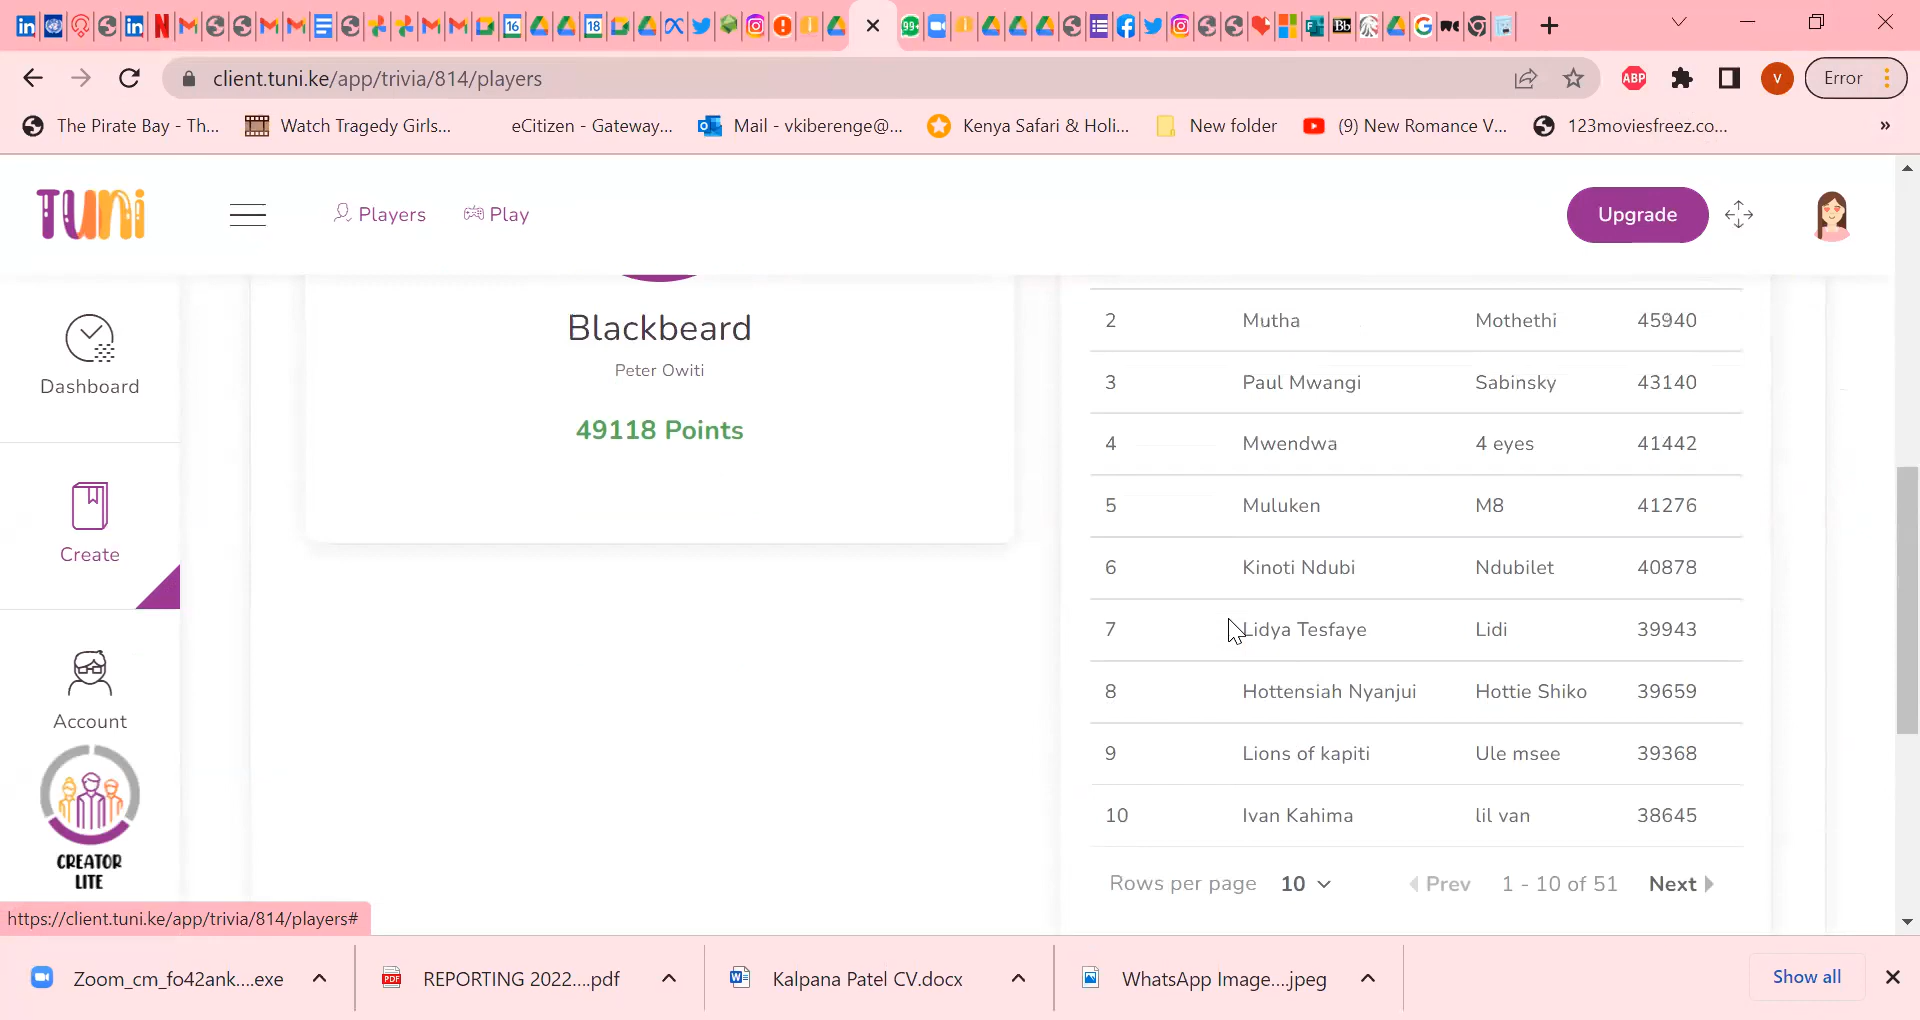 client.tuni.ke/app/trivia/814/players
ABP
V
Error
The Pirate Bay - Th...
Watch Tragedy Girls...
eCitizen - Gateway,...
Mail - vkiberenge@...
Kenya Safari & Holi...
New folder
(9) New Romance V...
123moviesfreez.co...
»
TUNi
Players
Play
Upgrade
Dashboard
Create
Account
CREATOR
LITE
Blackbeard
Peter Owiti
49118 Points
2 Mutha Mothethi 45940
3 Paul Mwangi Sabinsky 43140
4 Mwendwa 4 eyes 41442
5 Muluken M8 41276
6 Kinoti Ndubi Ndubilet 40878
7 Lidya Tesfaye Lidi 39943
8 Hottensiah Nyanjui Hottie Shiko 39659
9 Lions of kapiti Ule msee 39368
10 Ivan Kahima lil van 38645
Rows per page 10 Prev 1 - 10 of 51 Next
https://client.tuni.ke/app/trivia/814/players#
Zoom_cm_fo42ank....exe
REPORTING 2022....pdf
Kalpana Patel CV.docx
WhatsApp Image....jpeg
Show all